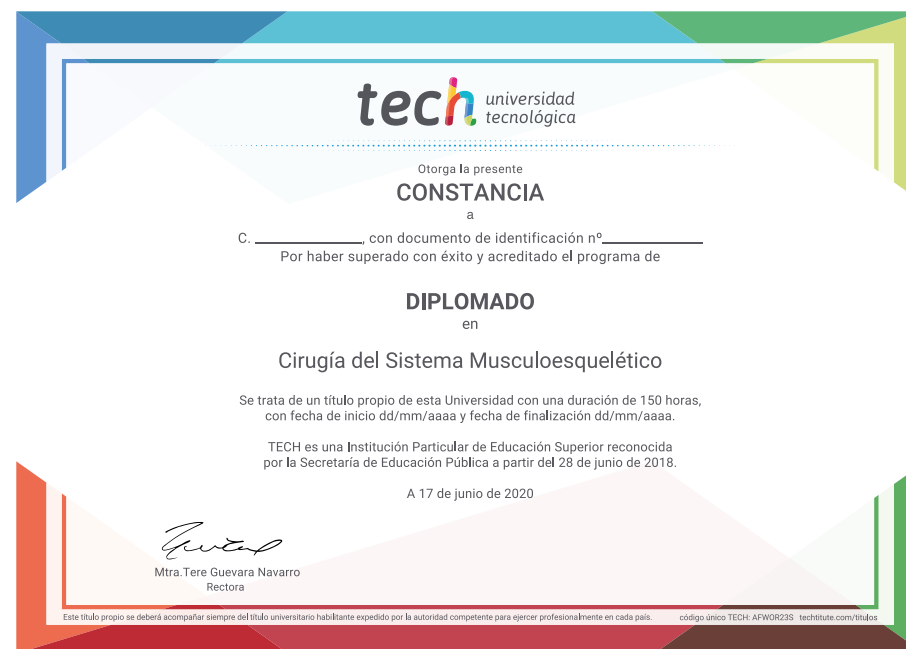 tech universidad
tecnológica
Otorga la presente
CONSTANCIA
a
C. ____________, con documento de identificación nº____________
Por haber superado con éxito y acreditado el programa de
DIPLOMADO
en
Cirugía del Sistema Musculoesquelético
Se trata de un título propio de esta Universidad con una duración de 150 horas,
con fecha de inicio dd/mm/aaaa y fecha de finalización dd/mm/aaaa.
TECH es una Institución Particular de Educación Superior reconocida
por la Secretaría de Educación Pública a partir del 28 de junio de 2018.
A 17 de junio de 2020
Mtra.Tere Guevara Navarro
Rectora
Este título propio se deberá acompañar siempre del título universitario habilitante expedido por la autoridad competente para ejercer profesionalmente en cada país. código único TECH: AFWOR23S techtitute.com/titulos